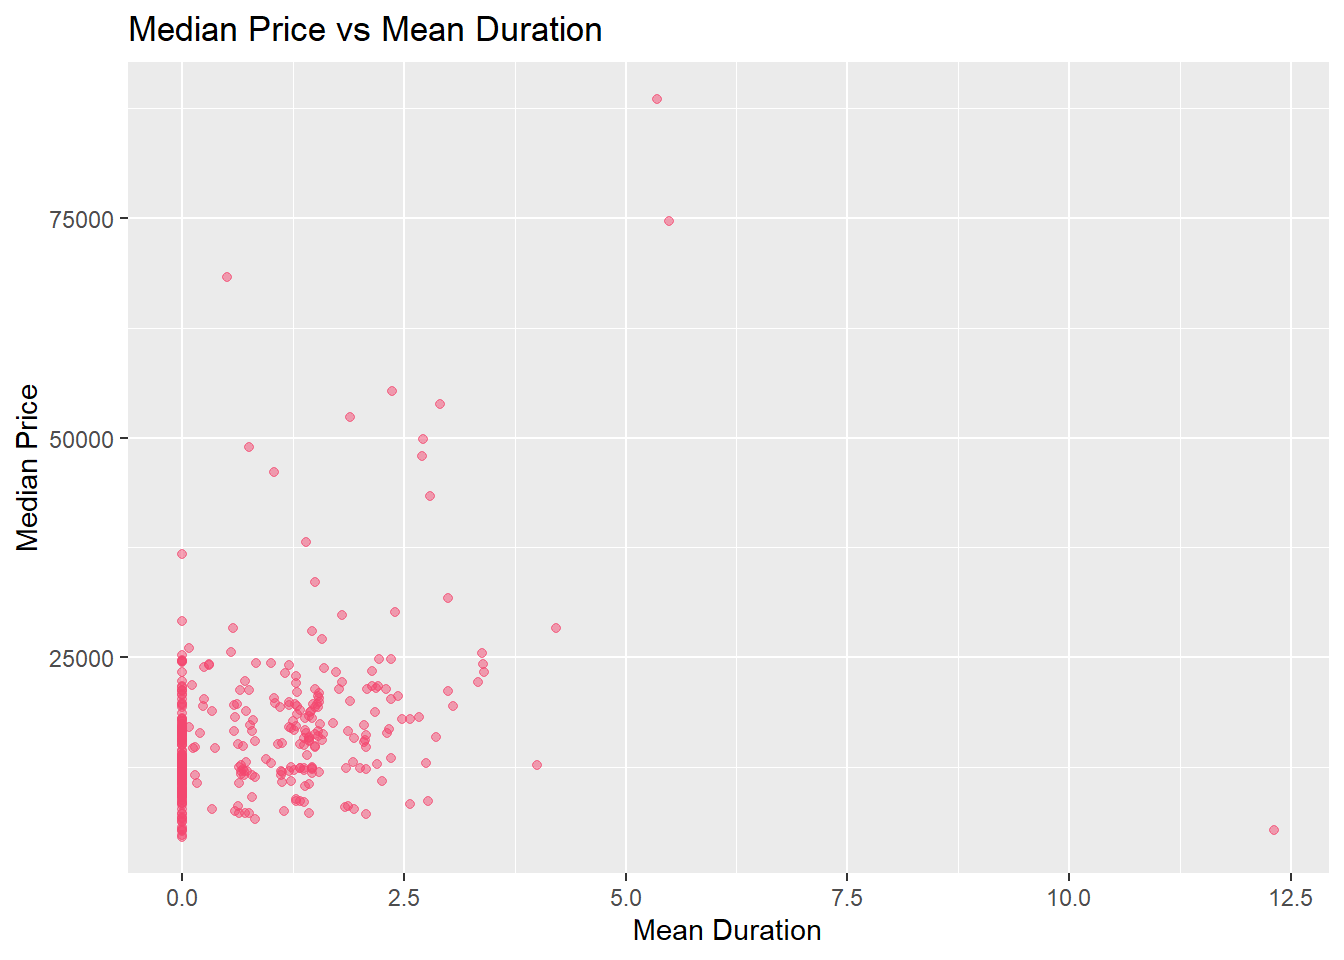 Median Price vs Mean Duration
75000
50000
25000
Median Price
0.0 2.5 5.0 7.5 10.0 12.5
Mean Duration